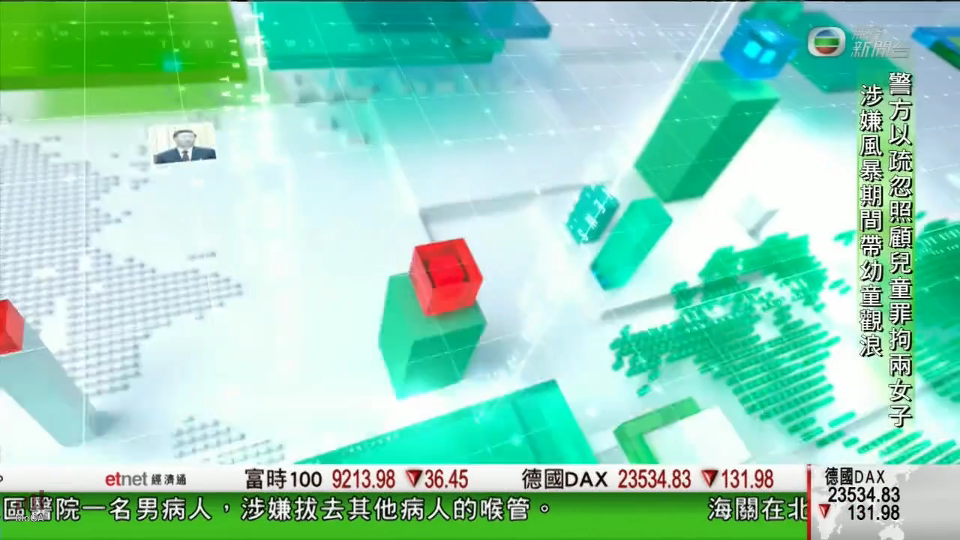 新聞台
警方以疏忽照顧兒童罪拘兩女子
涉嫌風暴期間帶幼童觀浪
etnet 經濟通 富時100 9213.98 ▼36.45 德國DAX 23534.83 ▼131.98
德國DAX
23534.83
▼ 131.98
區醫院一名男病人，涉嫌拔去其他病人的喉管。 海關在北